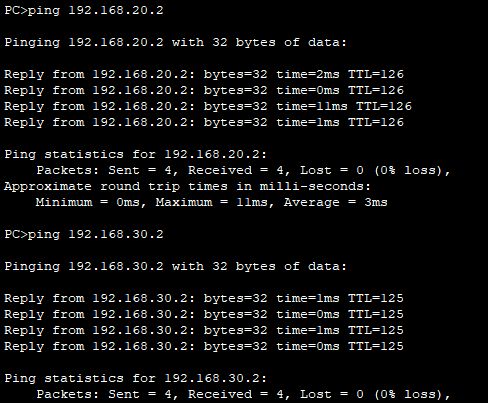 PC>ping 192.168.20.2
Pinging 192.168.20.2 with 32 bytes of data:
Reply from 192.168.20.2: bytes=32 time=2ms TTL=126
Reply from 192.168.20.2: bytes=32 time=0ms TTL=126
Reply from 192.168.20.2: bytes=32 time=11ms TTL=126
Reply from 192.168.20.2: bytes=32 time=1ms TTL=126
Ping statistics for 192.168.20.2:
    Packets: Sent = 4, Received = 4, Lost = 0 (0% loss),
Approximate round trip times in milli-seconds:
    Minimum = 0ms, Maximum = 11ms, Average = 3ms
PC>ping 192.168.30.2
Pinging 192.168.30.2 with 32 bytes of data:
Reply from 192.168.30.2: bytes=32 time=1ms TTL=125
Reply from 192.168.30.2: bytes=32 time=0ms TTL=125
Reply from 192.168.30.2: bytes=32 time=1ms TTL=125
Reply from 192.168.30.2: bytes=32 time=0ms TTL=125
Ping statistics for 192.168.30.2:
    Packets: Sent = 4, Received = 4, Lost = 0 (0% loss),